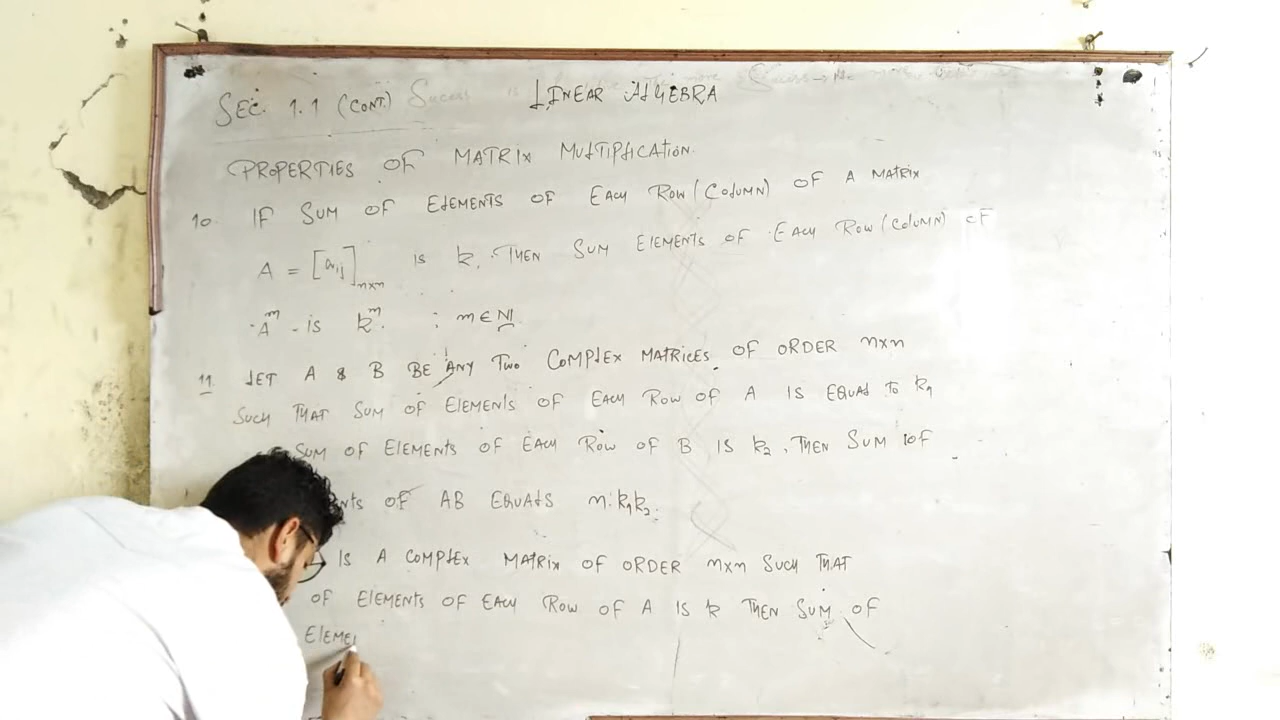 SEC. 1.1 (CONT.) Sucess is LINEAR ALGEBRA
PROPERTIES OF MATRIX MULTIPLICATION.
10. IF SUM OF ELEMENTS OF EACH ROW (COLUMN) OF A MATRIX
A = [aij]n×n is k, THEN SUM ELEMENTS OF EACH ROW (COLUMN) OF
A^m is k^m : m ∈ N
11. LET A & B BE ANY TWO COMPLEX MATRICES OF ORDER n×n
SUCH THAT SUM OF ELEMENTS OF EACH ROW OF A IS EQUAL TO k1
SUM OF ELEMENTS OF EACH ROW OF B IS k2, THEN SUM OF
ents OF AB EQUALS n.k1k2.
IS A COMPLEX MATRIX OF ORDER n×n SUCH THAT
OF ELEMENTS OF EACH ROW OF A IS k THEN SUM OF
ELEME